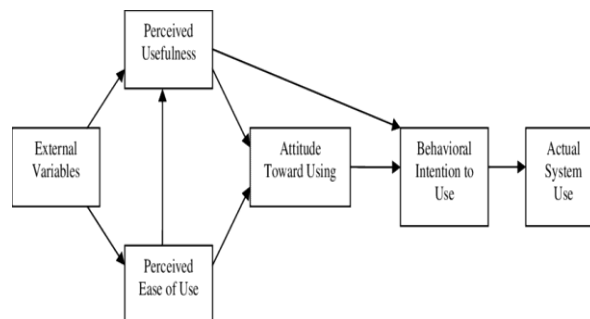 Perceived
Usefulness
External
Variables
Attitude
Toward Using
Behavioral
Intention to
Use
Actual
System
Use
Perceived
Ease of Use